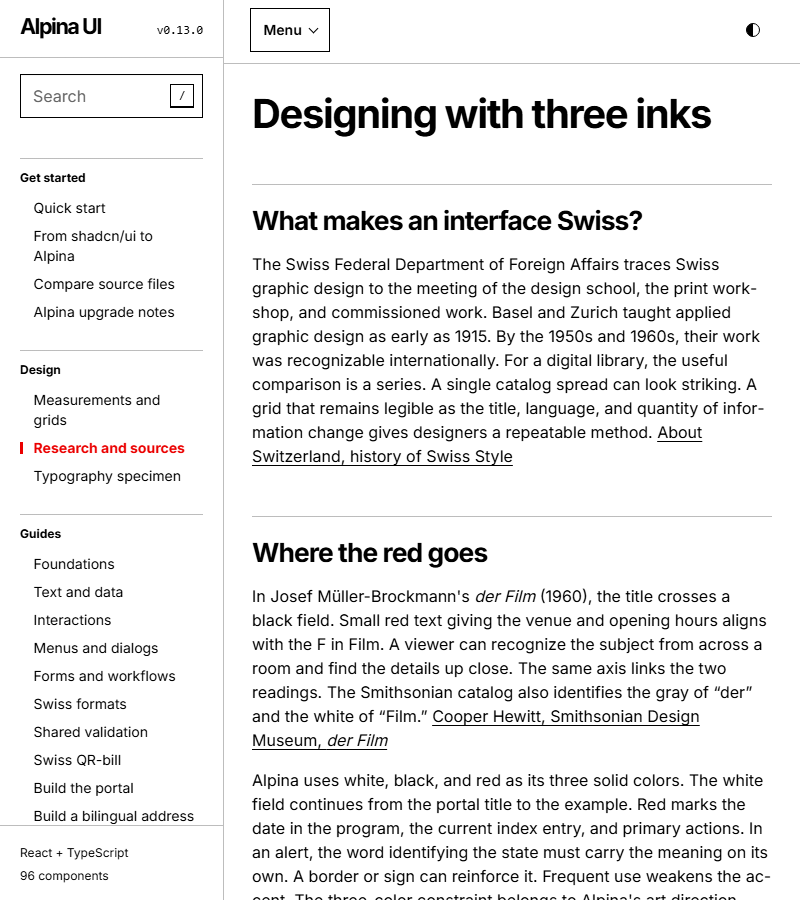 Alpina UI
v0.13.0
Search
/
Get started
Quick start
From shadcn/ui to
Alpina
Compare source files
Alpina upgrade notes
Design
Measurements and
grids
Research and sources
Typography specimen
Guides
Foundations
Text and data
Interactions
Menus and dialogs
Forms and workflows
Swiss formats
Shared validation
Swiss QR-bill
Build the portal
Build a bilingual address
React + TypeScript
96 components
Menu
Designing with three inks
What makes an interface Swiss?
The Swiss Federal Department of Foreign Affairs traces Swiss
graphic design to the meeting of the design school, the print work-
shop, and commissioned work. Basel and Zurich taught applied
graphic design as early as 1915. By the 1950s and 1960s, their work
was recognizable internationally. For a digital library, the useful
comparison is a series. A single catalog spread can look striking. A
grid that remains legible as the title, language, and quantity of infor-
mation change gives designers a repeatable method. About
Switzerland, history of Swiss Style
Where the red goes
In Josef Müller-Brockmann's der Film (1960), the title crosses a
black field. Small red text giving the venue and opening hours aligns
with the F in Film. A viewer can recognize the subject from across a
room and find the details up close. The same axis links the two
readings. The Smithsonian catalog also identifies the gray of “der”
and the white of “Film.” Cooper Hewitt, Smithsonian Design
Museum, der Film
Alpina uses white, black, and red as its three solid colors. The white
field continues from the portal title to the example. Red marks the
date in the program, the current index entry, and primary actions. In
an alert, the word identifying the state must carry the meaning on its
own. A border or sign can reinforce it. Frequent use weakens the ac-
cent. The three-color constraint belongs to Alpina's art direction